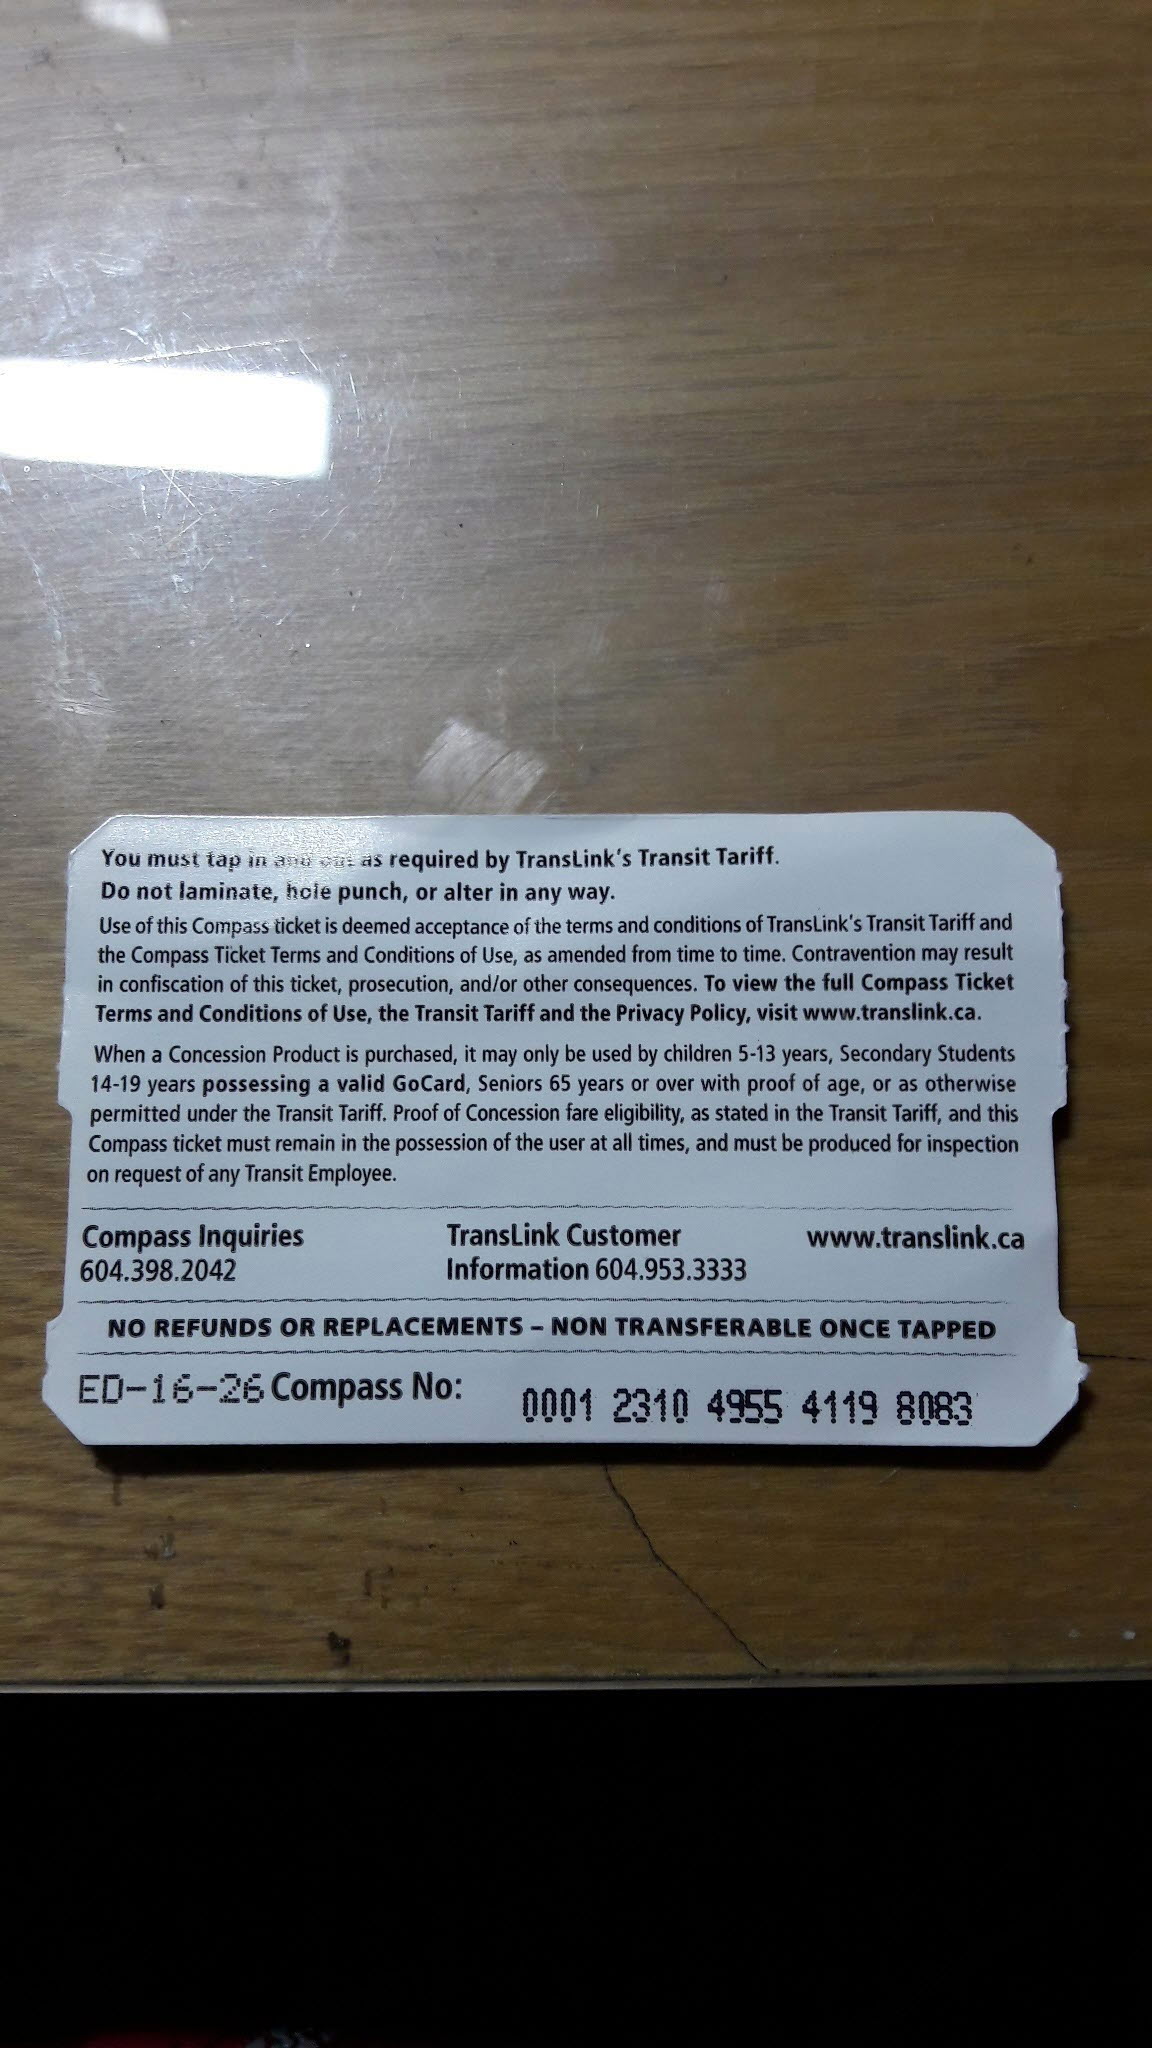 You must tap in and out as required by TransLink's Transit Tariff.
Do not laminate, hole punch, or alter in any way.
Use of this Compass ticket is deemed acceptance of the terms and conditions of TransLink's Transit Tariff and
the Compass Ticket Terms and Conditions of Use, as amended from time to time. Contravention may result
in confiscation of this ticket, prosecution, and/or other consequences. To view the full Compass Ticket
Terms and Conditions of Use, the Transit Tariff and the Privacy Policy, visit www.translink.ca.
When a Concession Product is purchased, it may only be used by children 5-13 years, Secondary Students
14-19 years possessing a valid GoCard, Seniors 65 years or over with proof of age, or as otherwise
permitted under the Transit Tariff. Proof of Concession fare eligibility, as stated in the Transit Tariff, and this
Compass ticket must remain in the possession of the user at all times, and must be produced for inspection
on request of any Transit Employee.
Compass Inquiries TransLink Customer www.translink.ca
604.398.2042 Information 604.953.3333
NO REFUNDS OR REPLACEMENTS – NON TRANSFERABLE ONCE TAPPED
ED-16-26 Compass No: 0001 2310 4955 4119 8083